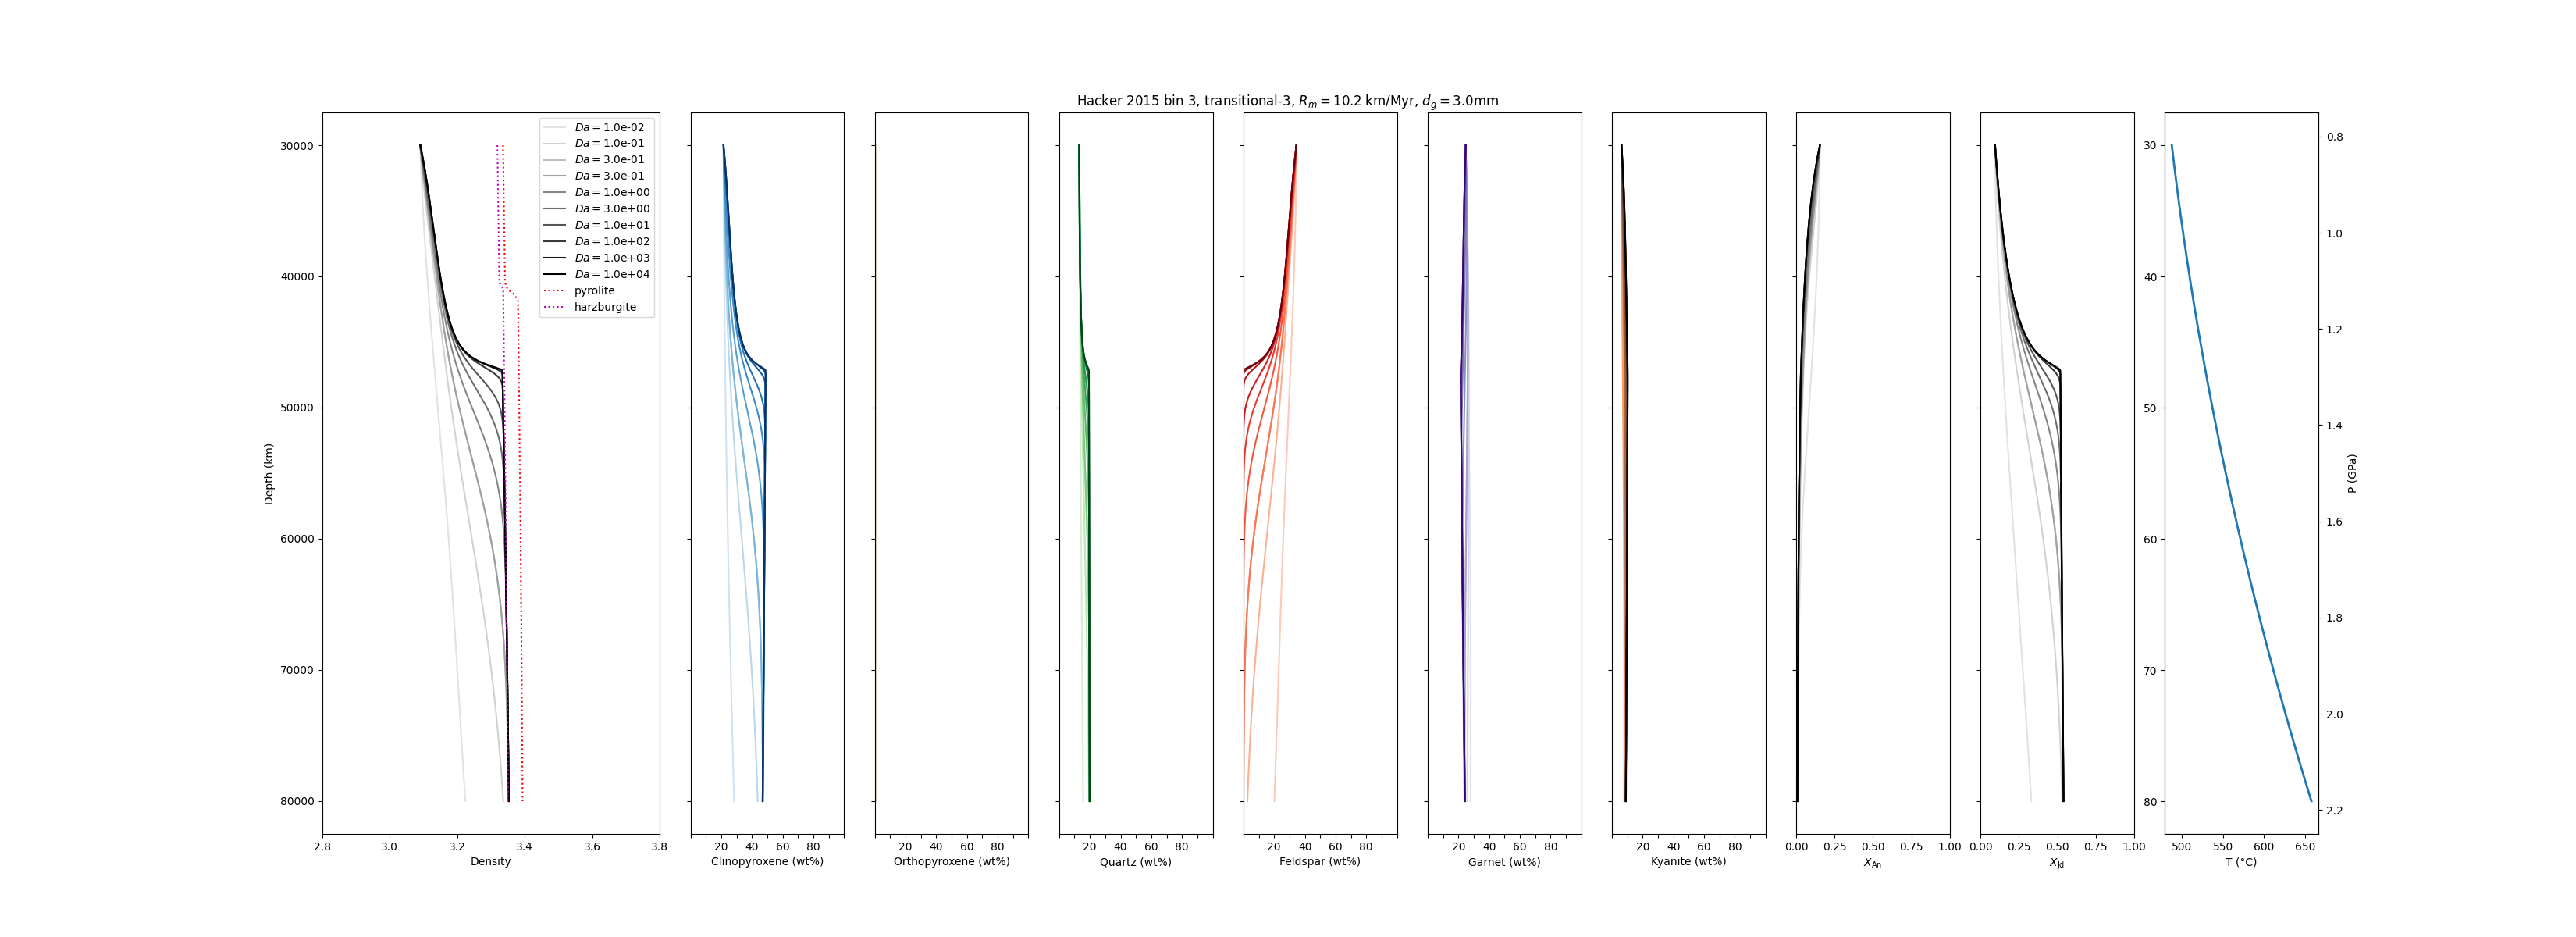 Hacker 2015 bin 3, transitional-3, R_m = 10.2 km/Myr, d_g = 3.0mm
Da = 1.0e-02
Da = 1.0e-01
Da = 3.0e-01
Da = 3.0e-01
Da = 1.0e+00
Da = 3.0e+00
Da = 1.0e+01
Da = 1.0e+02
Da = 1.0e+03
Da = 1.0e+04
pyrolite
harzburgite
Depth (km)
30000
40000
50000
60000
70000
80000
2.8 3.0 3.2 3.4 3.6 3.8
Density
20 40 60 80
Clinopyroxene (wt%)
20 40 60 80
Orthopyroxene (wt%)
20 40 60 80
Quartz (wt%)
20 40 60 80
Feldspar (wt%)
20 40 60 80
Garnet (wt%)
20 40 60 80
Kyanite (wt%)
0.00 0.25 0.50 0.75 1.00
X_An
0.00 0.25 0.50 0.75 1.00
X_Jd
30
40
50
60
70
80
500 550 600 650
T (°C)
0.8
1.0
1.2
1.4
1.6
1.8
2.0
2.2
P (GPa)